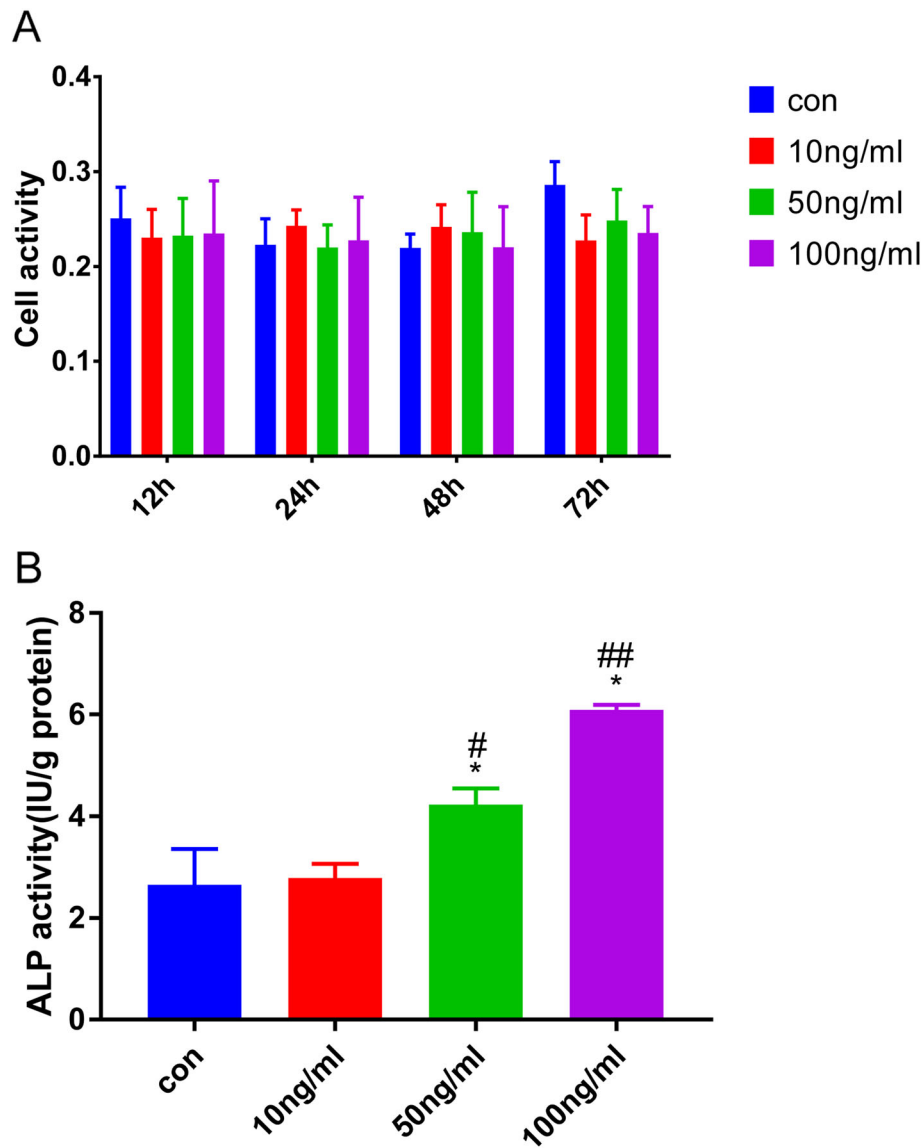 A
Cell activity
0.4
0.3
0.2
0.1
0.0
12h
24h
48h
72h
con
10ng/ml
50ng/ml
100ng/ml
B
ALP activity(IU/g protein)
8
6
4
2
0
#
*
##
*
con
10ng/ml
50ng/ml
100ng/ml